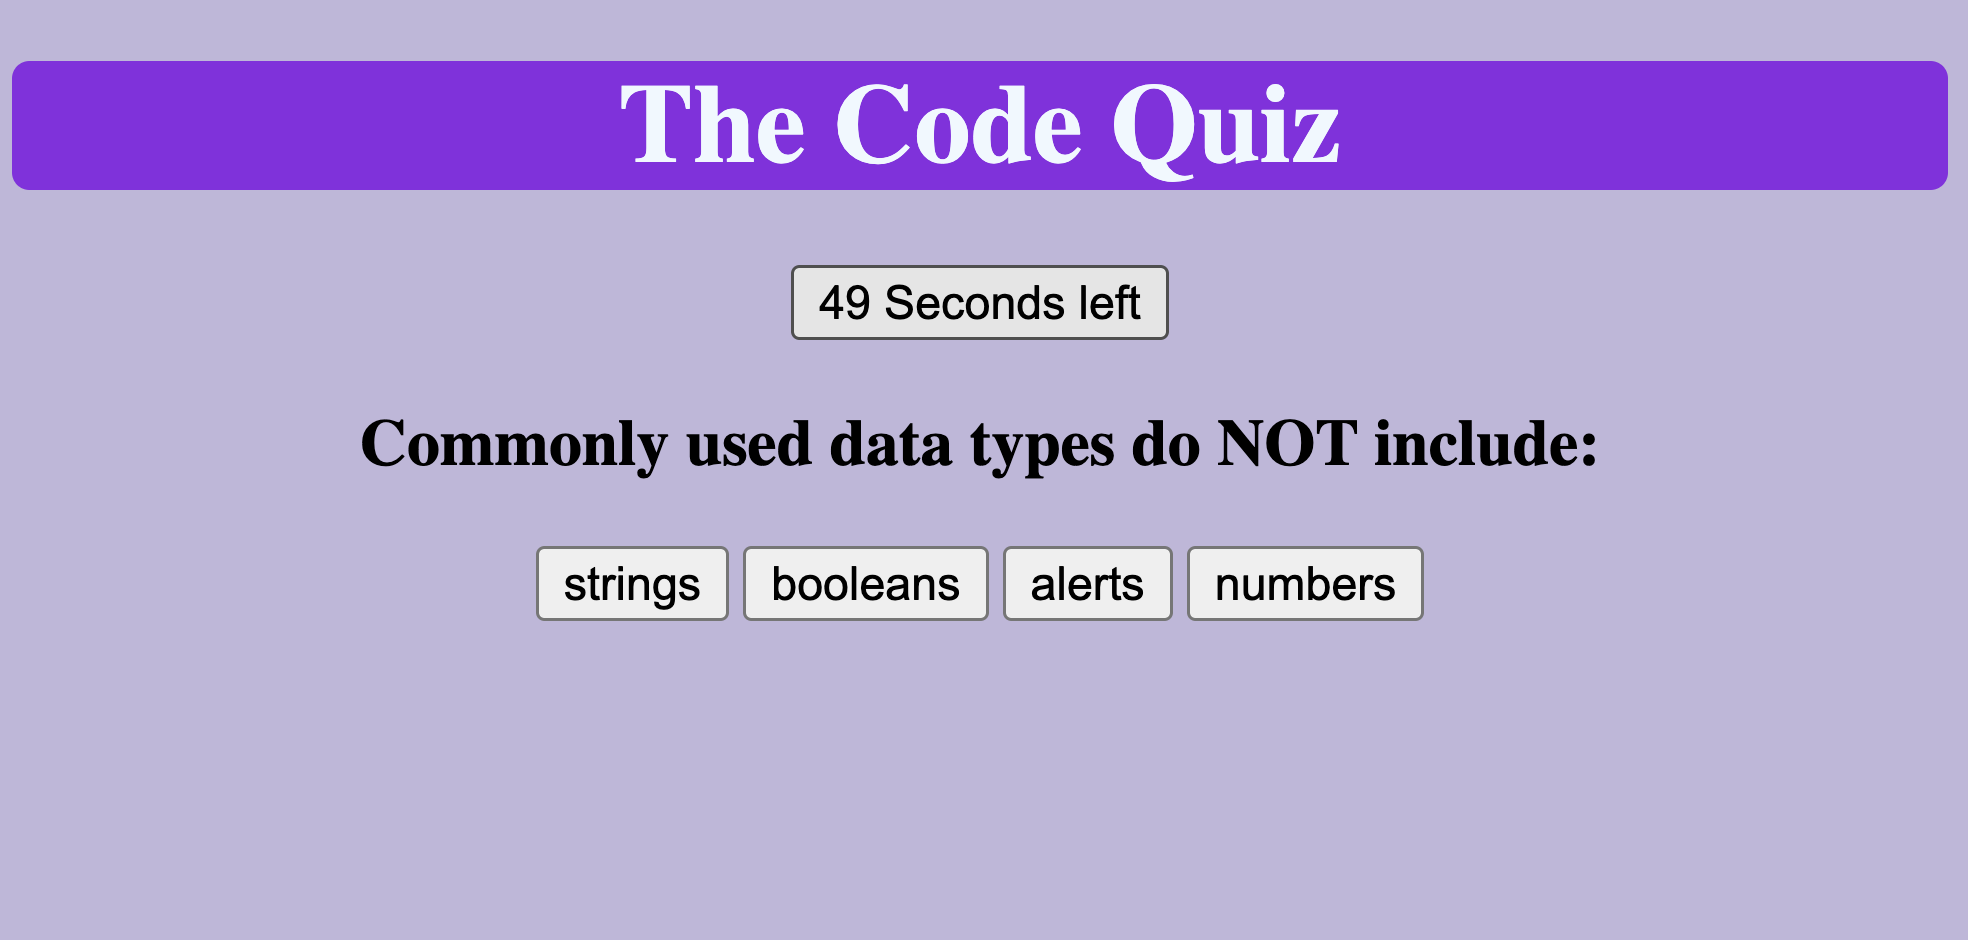 The Code Quiz
49 Seconds left
Commonly used data types do NOT include:
strings booleans alerts numbers